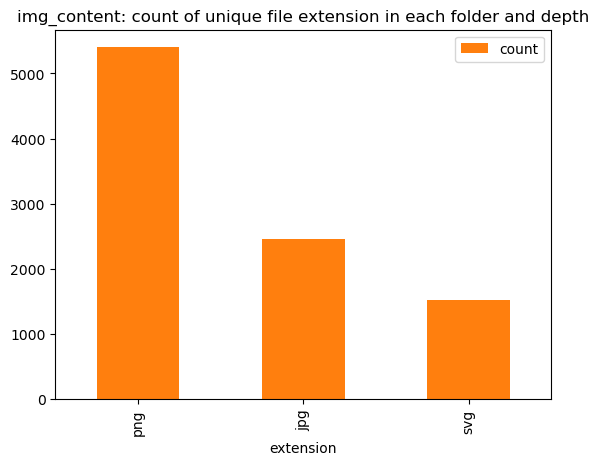 img_content: count of unique file extension in each folder and depth
count
5000
4000
3000
2000
1000
0
png
jpg
svg
extension